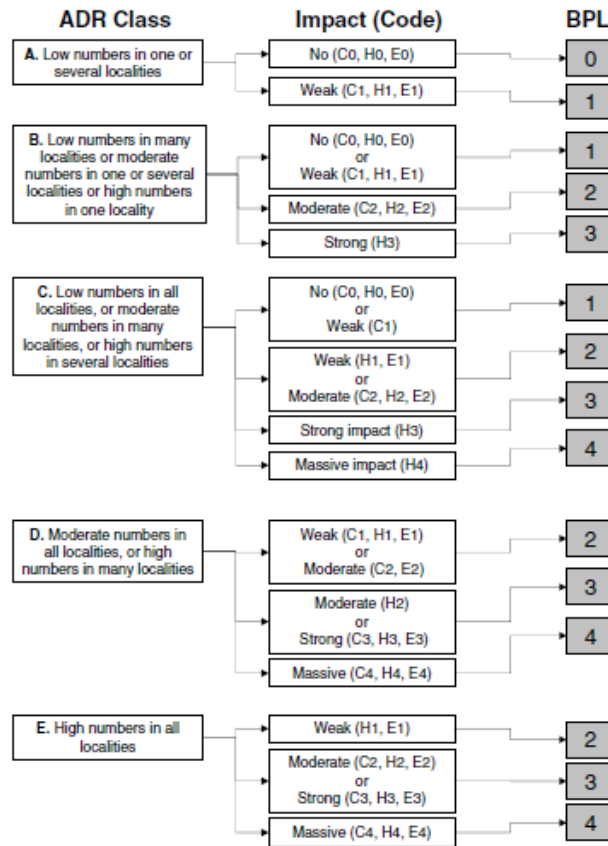 ADR Class
Impact (Code)
BPL
A. Low numbers in one or
several localities
No (C0, H0, E0)
0
Weak (C1, H1, E1)
1
B. Low numbers in many
localities or moderate
numbers in one or several
localities or high numbers
in one locality
No (C0, H0, E0)
or
Weak (C1, H1, E1)
1
Moderate (C2, H2, E2)
2
Strong (H3)
3
C. Low numbers in all
localities, or moderate
numbers in many
localities, or high numbers
in several localities
No (C0, H0, E0)
or
Weak (C1)
1
Weak (H1, E1)
or
Moderate (C2, H2, E2)
2
Strong impact (H3)
3
Massive impact (H4)
4
D. Moderate numbers in
all localities, or high
numbers in many localities
Weak (C1, H1, E1)
or
Moderate (C2, E2)
2
Moderate (H2)
or
Strong (C3, H3, E3)
3
Massive (C4, H4, E4)
4
E. High numbers in all
localities
Weak (H1, E1)
2
Moderate (C2, H2, E2)
or
Strong (C3, H3, E3)
3
Massive (C4, H4, E4)
4